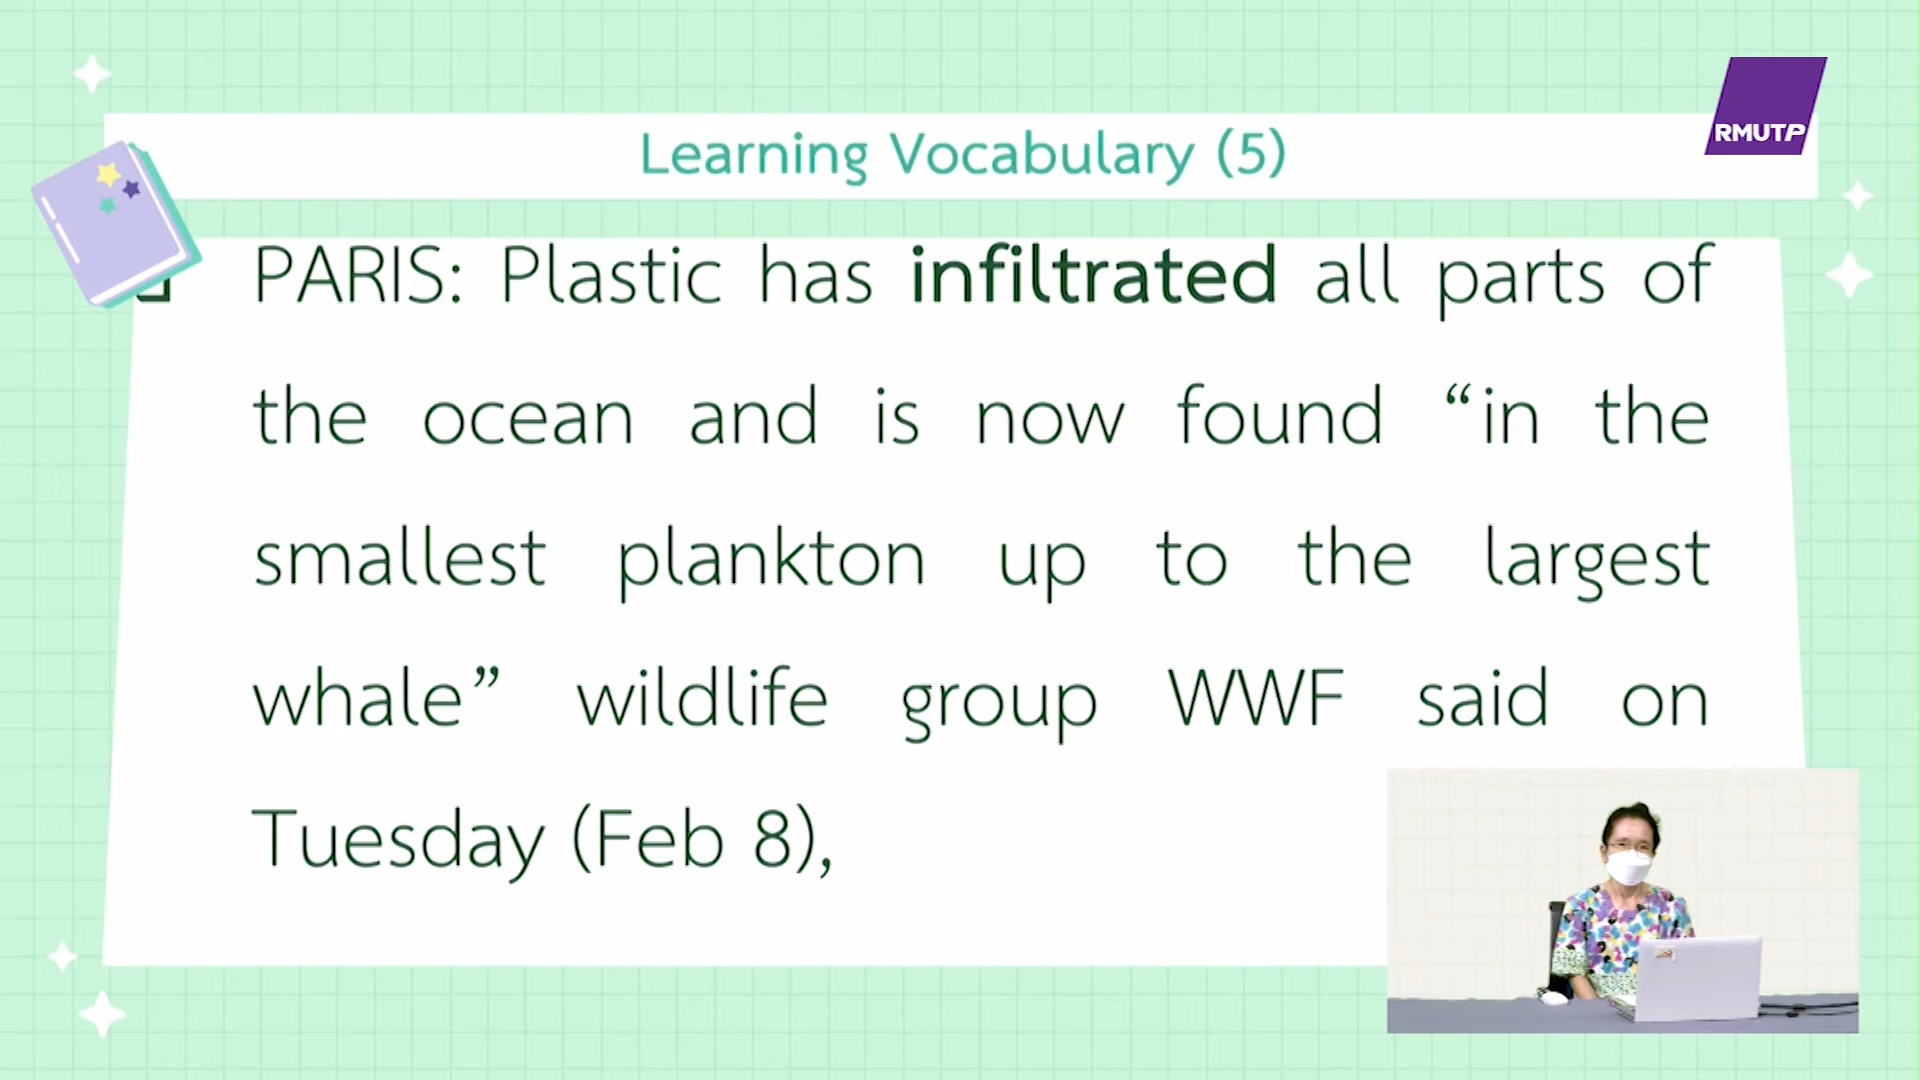 RMUTP
Learning Vocabulary (5)
PARIS: Plastic has infiltrated all parts of
the ocean and is now found “in the
smallest plankton up to the largest
whale” wildlife group WWF said on
Tuesday (Feb 8),